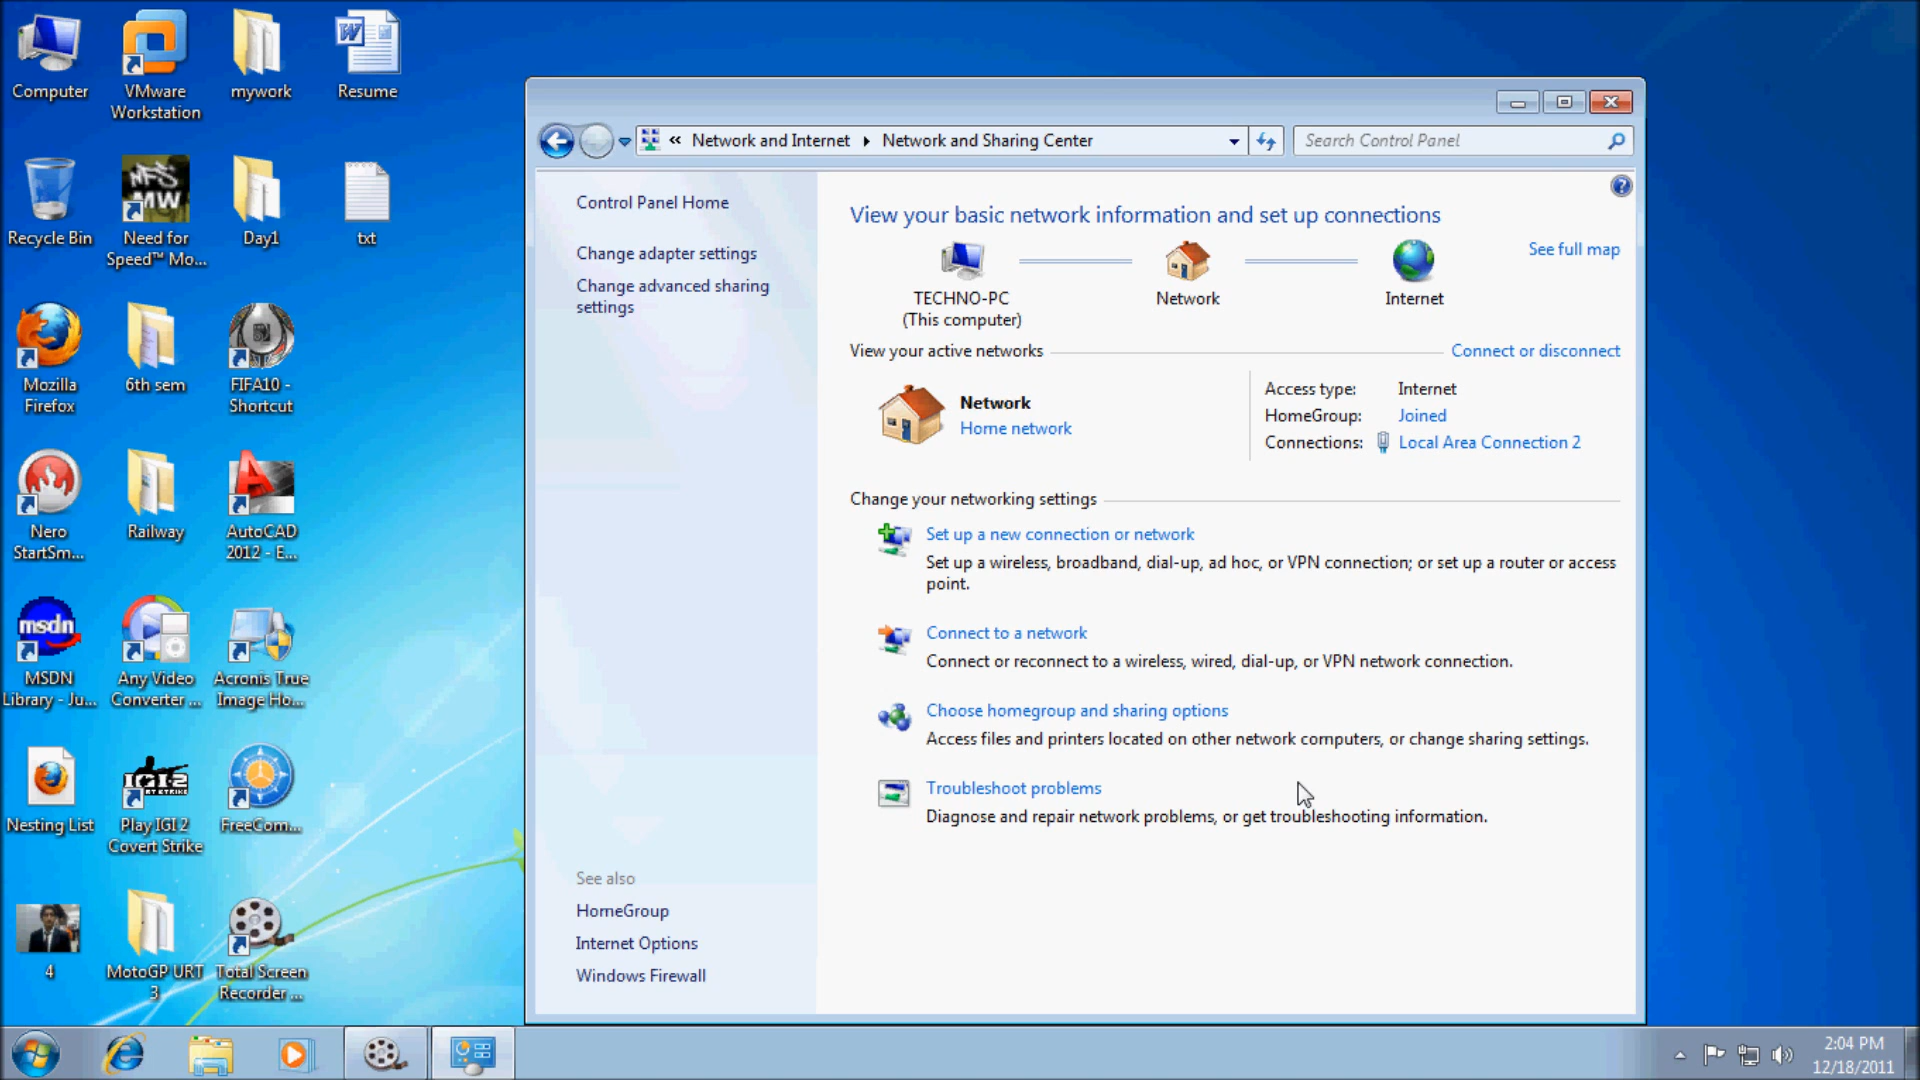 Computer
VMware
Workstation
mywork
Resume
Recycle Bin
NFS
MW
Need for
Speed™ Mo...
Day1
txt
Mozilla
Firefox
6th sem
FIFA10 -
Shortcut
Nero
StartSm...
Railway
AutoCAD
2012 - E...
msdn
MSDN
Library - Ju...
Any Video
Converter ...
Acronis True
Image Ho...
Nesting List
IGI-2
Play IGI 2
Covert Strike
FreeCom...
4
MotoGP URT
3
Total Screen
Recorder ...
« Network and Internet
Network and Sharing Center
Search Control Panel
Control Panel Home
Change adapter settings
Change advanced sharing
settings
See also
HomeGroup
Internet Options
Windows Firewall
View your basic network information and set up connections
See full map
TECHNO-PC
(This computer)
Network
Internet
View your active networks
Connect or disconnect
Network
Home network
Access type: Internet
HomeGroup: Joined
Connections: Local Area Connection 2
Change your networking settings
Set up a new connection or network
Set up a wireless, broadband, dial-up, ad hoc, or VPN connection; or set up a router or access
point.
Connect to a network
Connect or reconnect to a wireless, wired, dial-up, or VPN network connection.
Choose homegroup and sharing options
Access files and printers located on other network computers, or change sharing settings.
Troubleshoot problems
Diagnose and repair network problems, or get troubleshooting information.
2:04 PM
12/18/2011